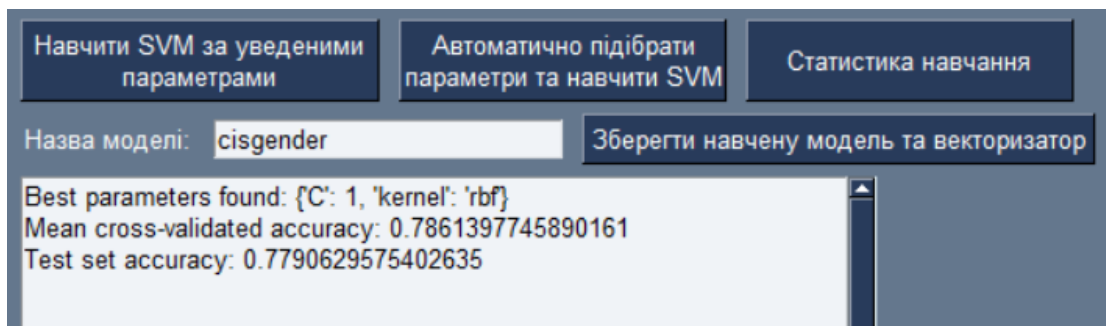 Навчити SVM за уведеними
параметрами
Автоматично підібрати
параметри та навчити SVM
Статистика навчання
Назва моделі: cisgender Зберегти навчену модель та векторизатор
Best parameters found: {'C': 1, 'kernel': 'rbf'}
Mean cross-validated accuracy: 0.7861397745890161
Test set accuracy: 0.7790629575402635